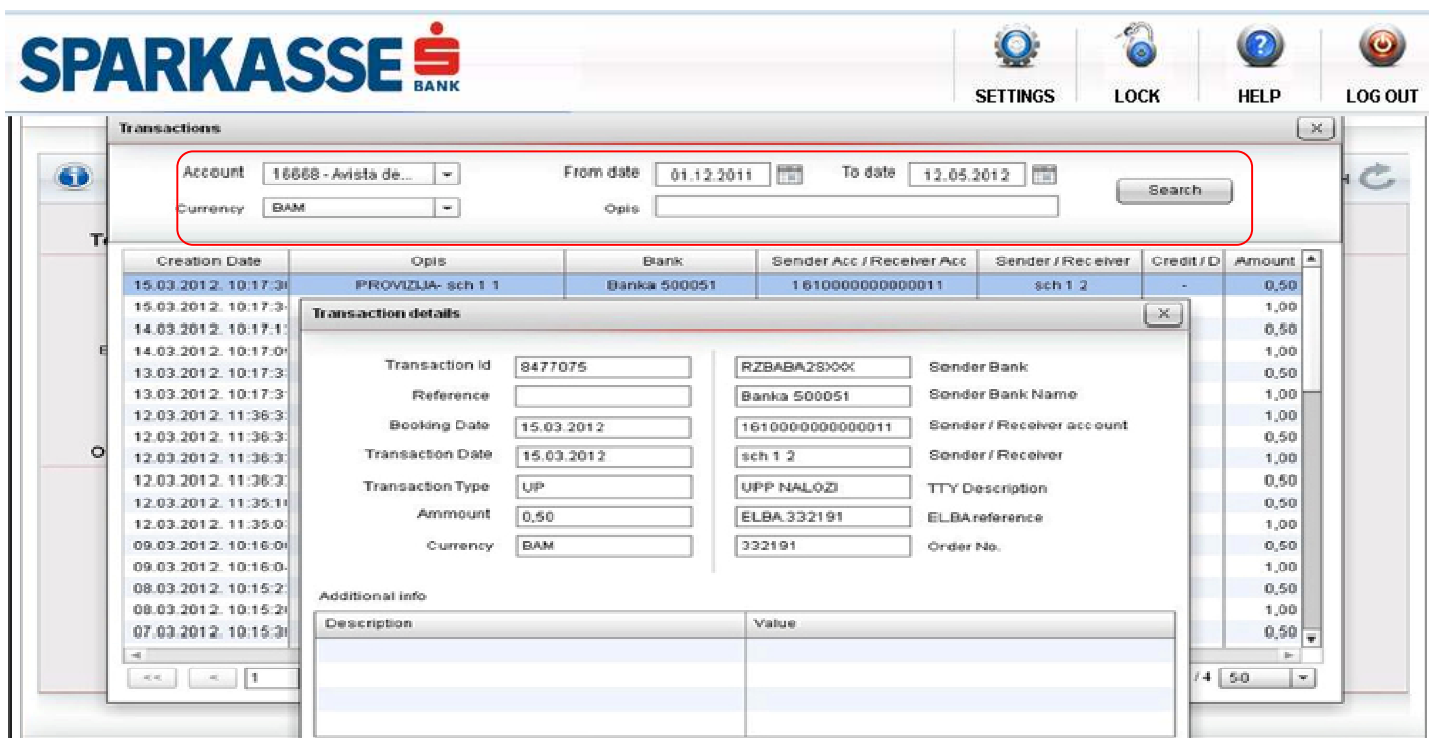 SPARKASSE
BANK
SETTINGS LOCK HELP LOG OUT
Transactions
Account 16668 - Avista de... From date 01.12.2011 To date 12.05.2012 Search
Currency BAM Opis
Creation Date Opis Bank Sender Acc / Receiver Acc Sender / Receiver Credit / D Amount
15.03.2012. 10:17:3 PROVIZIJA- sch 1 1 Banka 500051 1610000000000011 sch 1 2 - 0,50
15.03.2012. 10:17:3 1,00
14.03.2012. 10:17:1 0,50
14.03.2012. 10:17:0 1,00
13.03.2012. 10:17:3 0,50
13.03.2012. 10:17:3 1,00
12.03.2012. 11:36:3 1,00
12.03.2012. 11:36:3 0,50
12.03.2012. 11:36:3 1,00
12.03.2012. 11:36:3 0,50
12.03.2012. 11:35:1 0,50
12.03.2012. 11:35:0 1,00
09.03.2012. 10:16:0 0,50
09.03.2012. 10:16:0 1,00
08.03.2012. 10:15:2 0,50
08.03.2012. 10:15:2 1,00
07.03.2012. 10:15:3 0,50
<< < 1 / 4 50
Transaction details
Transaction Id 8477075 RZBABA2SXXX Sender Bank
Reference Banka 500051 Sender Bank Name
Booking Date 15.03.2012 1610000000000011 Sender / Receiver account
Transaction Date 15.03.2012 sch 1 2 Sender / Receiver
Transaction Type UP UPP NALOZI TTY Description
Ammount 0,50 ELBA.332191 ELBA reference
Currency BAM 332191 Order No.
Additional info
Description Value